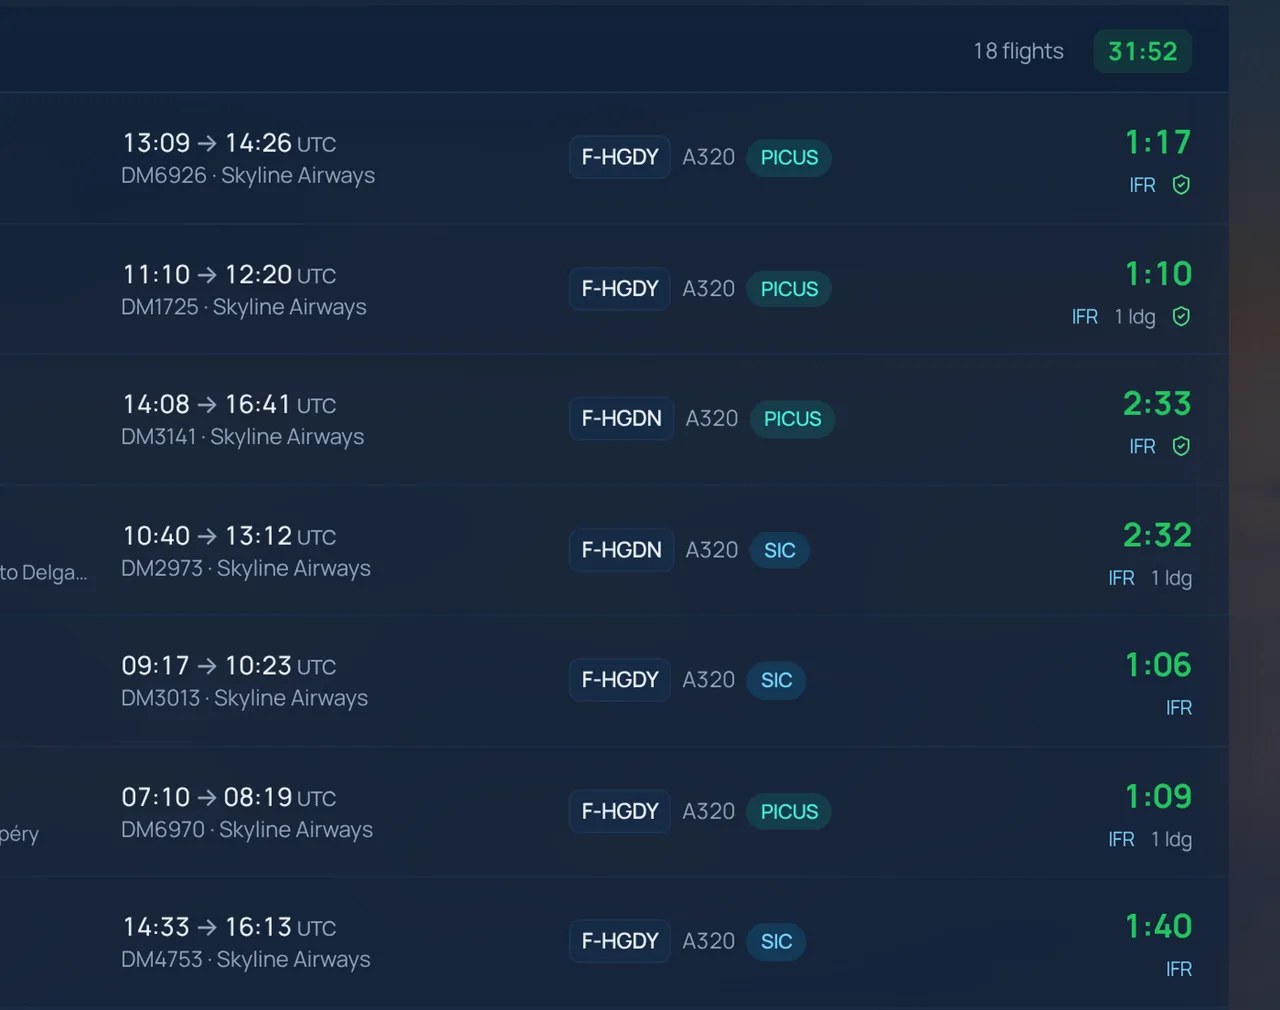 18 flights 31:52
13:09 → 14:26 UTC F-HGDY A320 PICUS 1:17
DM6926 · Skyline Airways IFR
11:10 → 12:20 UTC F-HGDY A320 PICUS 1:10
DM1725 · Skyline Airways IFR 1 ldg
14:08 → 16:41 UTC F-HGDN A320 PICUS 2:33
DM3141 · Skyline Airways IFR
10:40 → 13:12 UTC F-HGDN A320 SIC 2:32
to Delga... DM2973 · Skyline Airways IFR 1 ldg
09:17 → 10:23 UTC F-HGDY A320 SIC 1:06
DM3013 · Skyline Airways IFR
07:10 → 08:19 UTC F-HGDY A320 PICUS 1:09
péry DM6970 · Skyline Airways IFR 1 ldg
14:33 → 16:13 UTC F-HGDY A320 SIC 1:40
DM4753 · Skyline Airways IFR